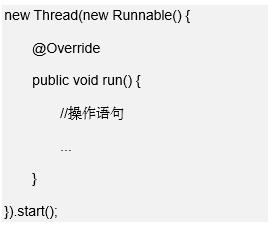 new Thread(new Runnable() {
@Override
public void run() {
//操作语句
...
}
}).start();